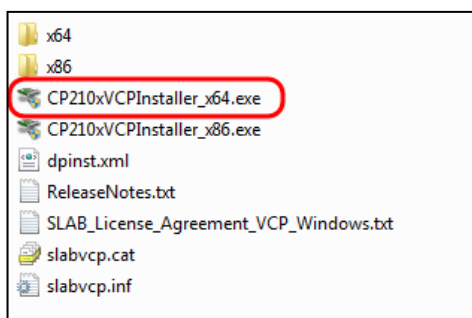 x64
x86
CP210xVCPInstaller_x64.exe
CP210xVCPInstaller_x86.exe
dpinst.xml
ReleaseNotes.txt
SLAB_License_Agreement_VCP_Windows.txt
slabvcp.cat
slabvcp.inf